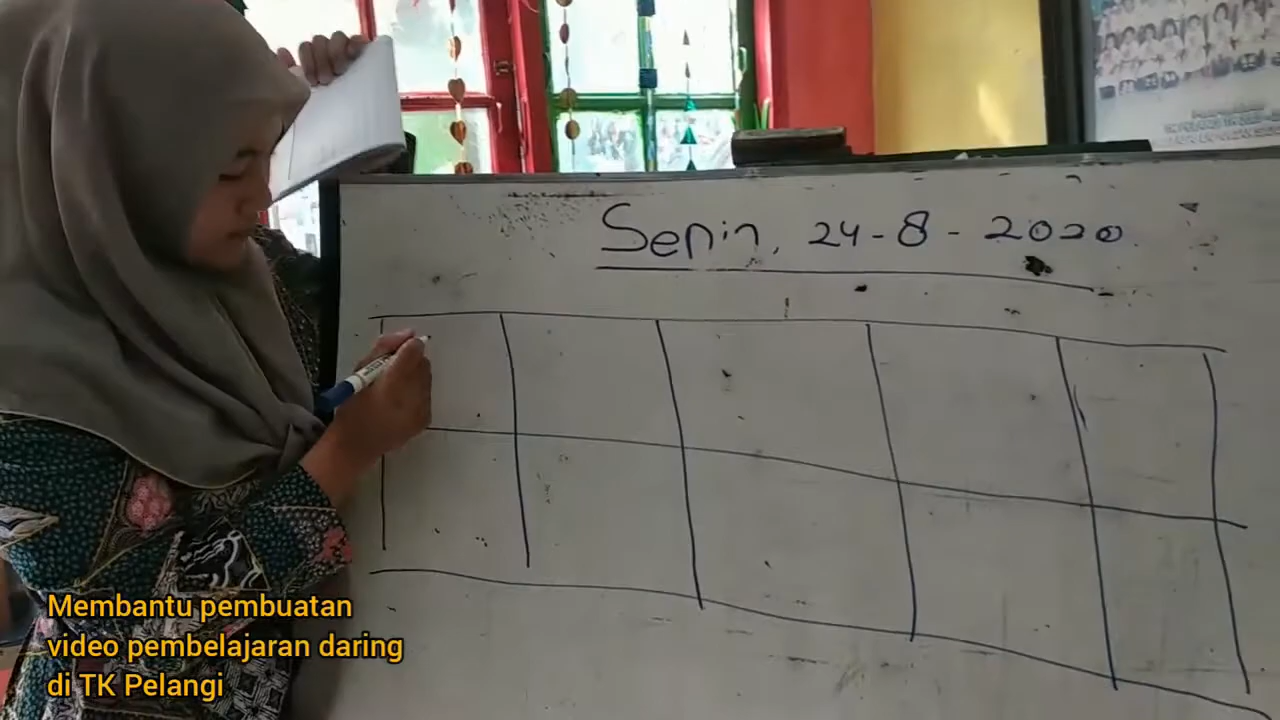 Senin, 24-8-2020
Membantu pembuatan
video pembelajaran daring
di TK Pelangi